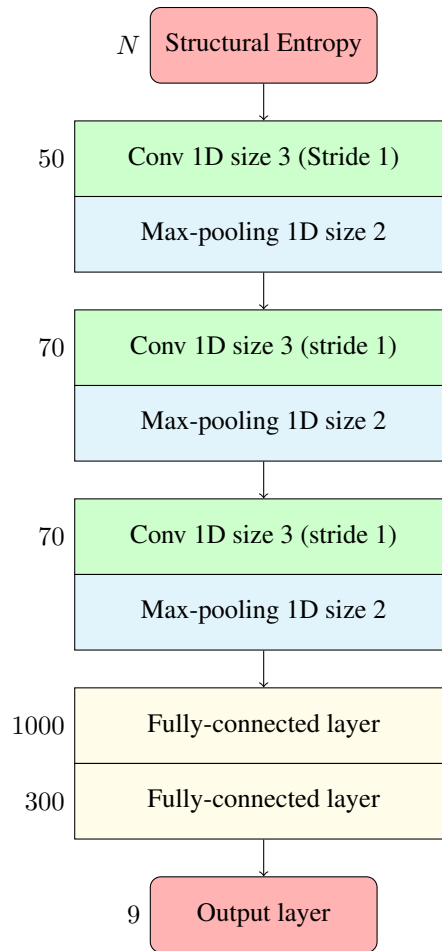 N Structural Entropy
50 Conv 1D size 3 (Stride 1)
Max-pooling 1D size 2
70 Conv 1D size 3 (stride 1)
Max-pooling 1D size 2
70 Conv 1D size 3 (stride 1)
Max-pooling 1D size 2
1000 Fully-connected layer
300 Fully-connected layer
9 Output layer